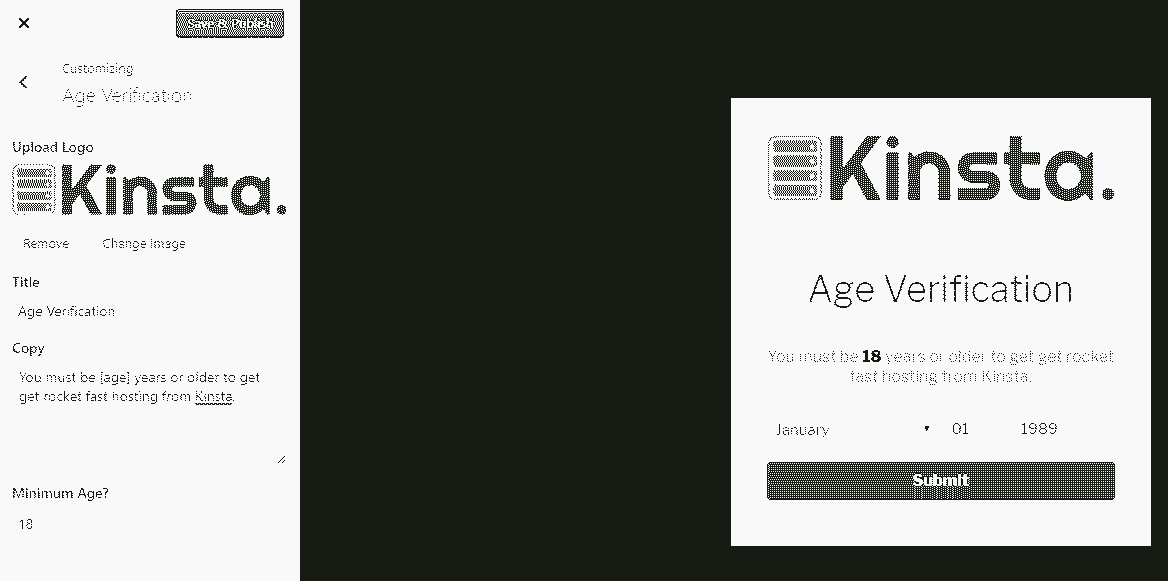 Save & Publish
Customizing
Age Verification
Upload Logo
Kinsta.
Remove
Change Image
Title
Age Verification
Copy
You must be [age] years or older to get
get rocket fast hosting from Kinsta.
Minimum Age?
18
Kinsta.
Age Verification
You must be 18 years or older to get get rocket
fast hosting from Kinsta.
January 01 1989
Submit